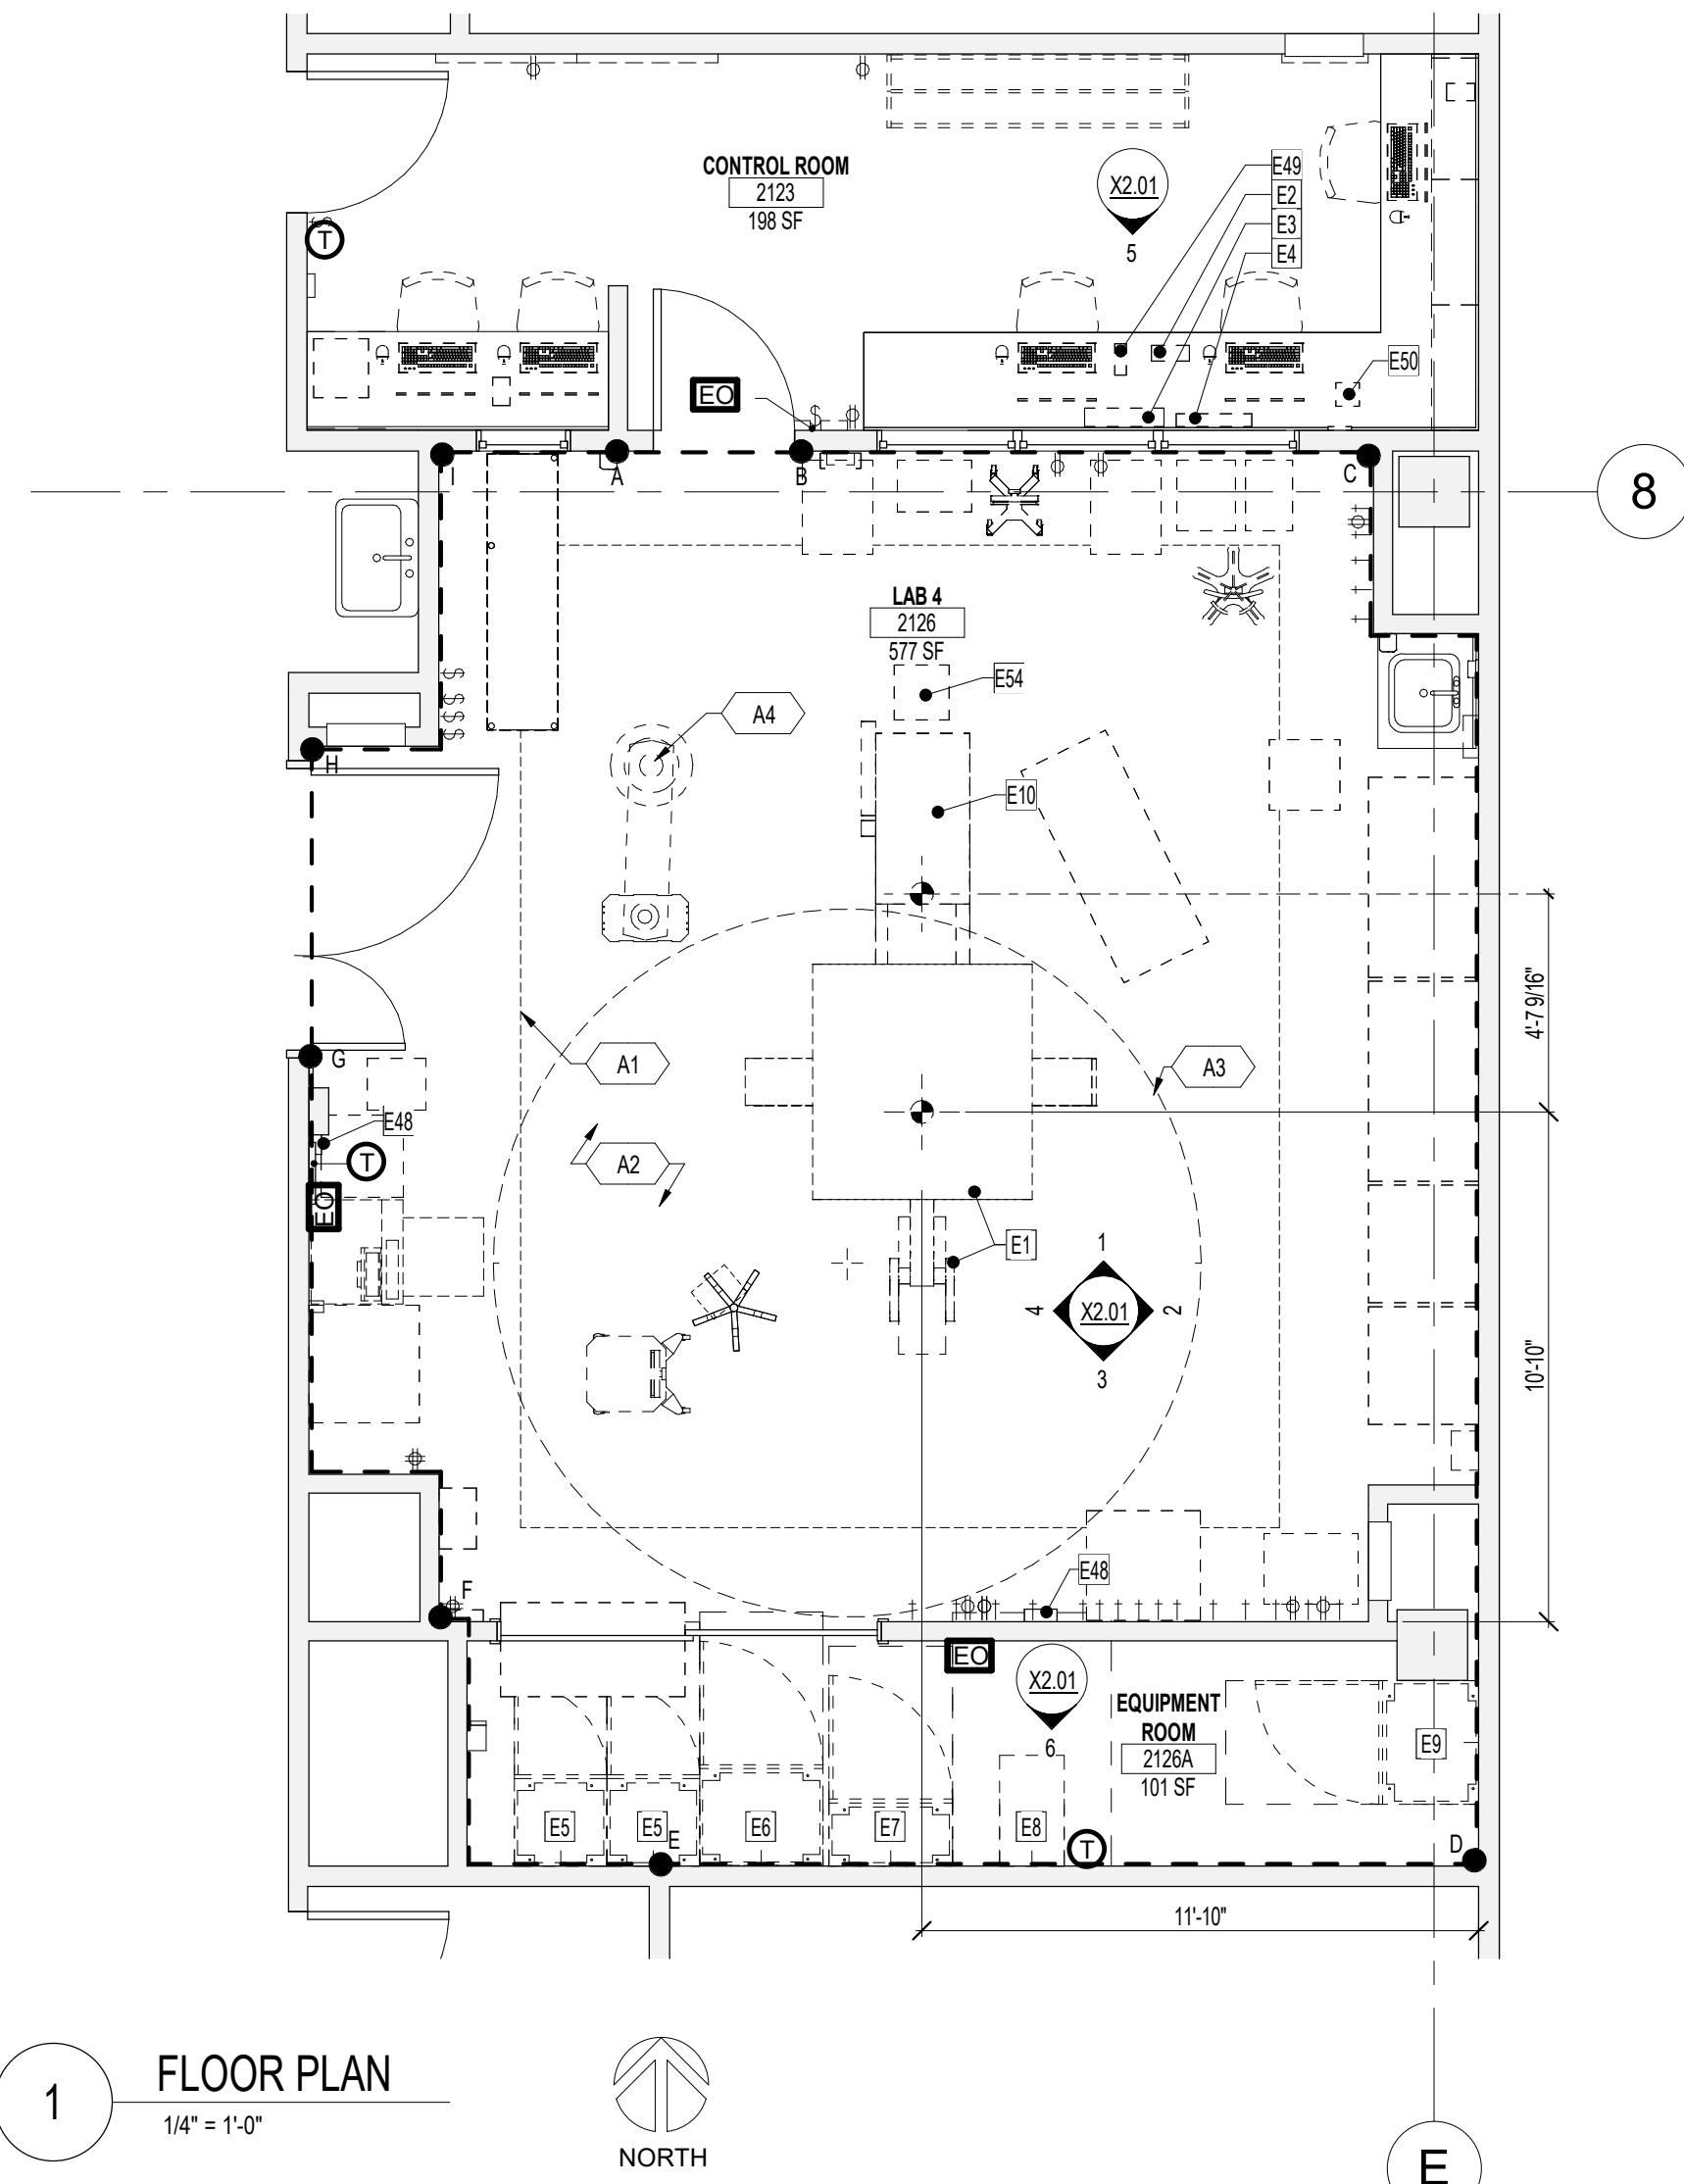 CONTROL ROOM
2123
198 SF
X2.01
5
E49
E2
E3
E4
T
E50
EO
I
A
B
C
8
LAB 4
2126
577 SF
E54
A4
H
E10
4'-7 9/16"
G
A1
A3
E48
T
A2
EO
E1
1
4
X2.01
2
3
10'-10"
F
E48
EO
X2.01
6
EQUIPMENT
ROOM
2126A
101 SF
E9
E5
E5
E
E6
E7
E8
T
D
11'-10"
1
FLOOR PLAN
1/4" = 1'-0"
NORTH
E